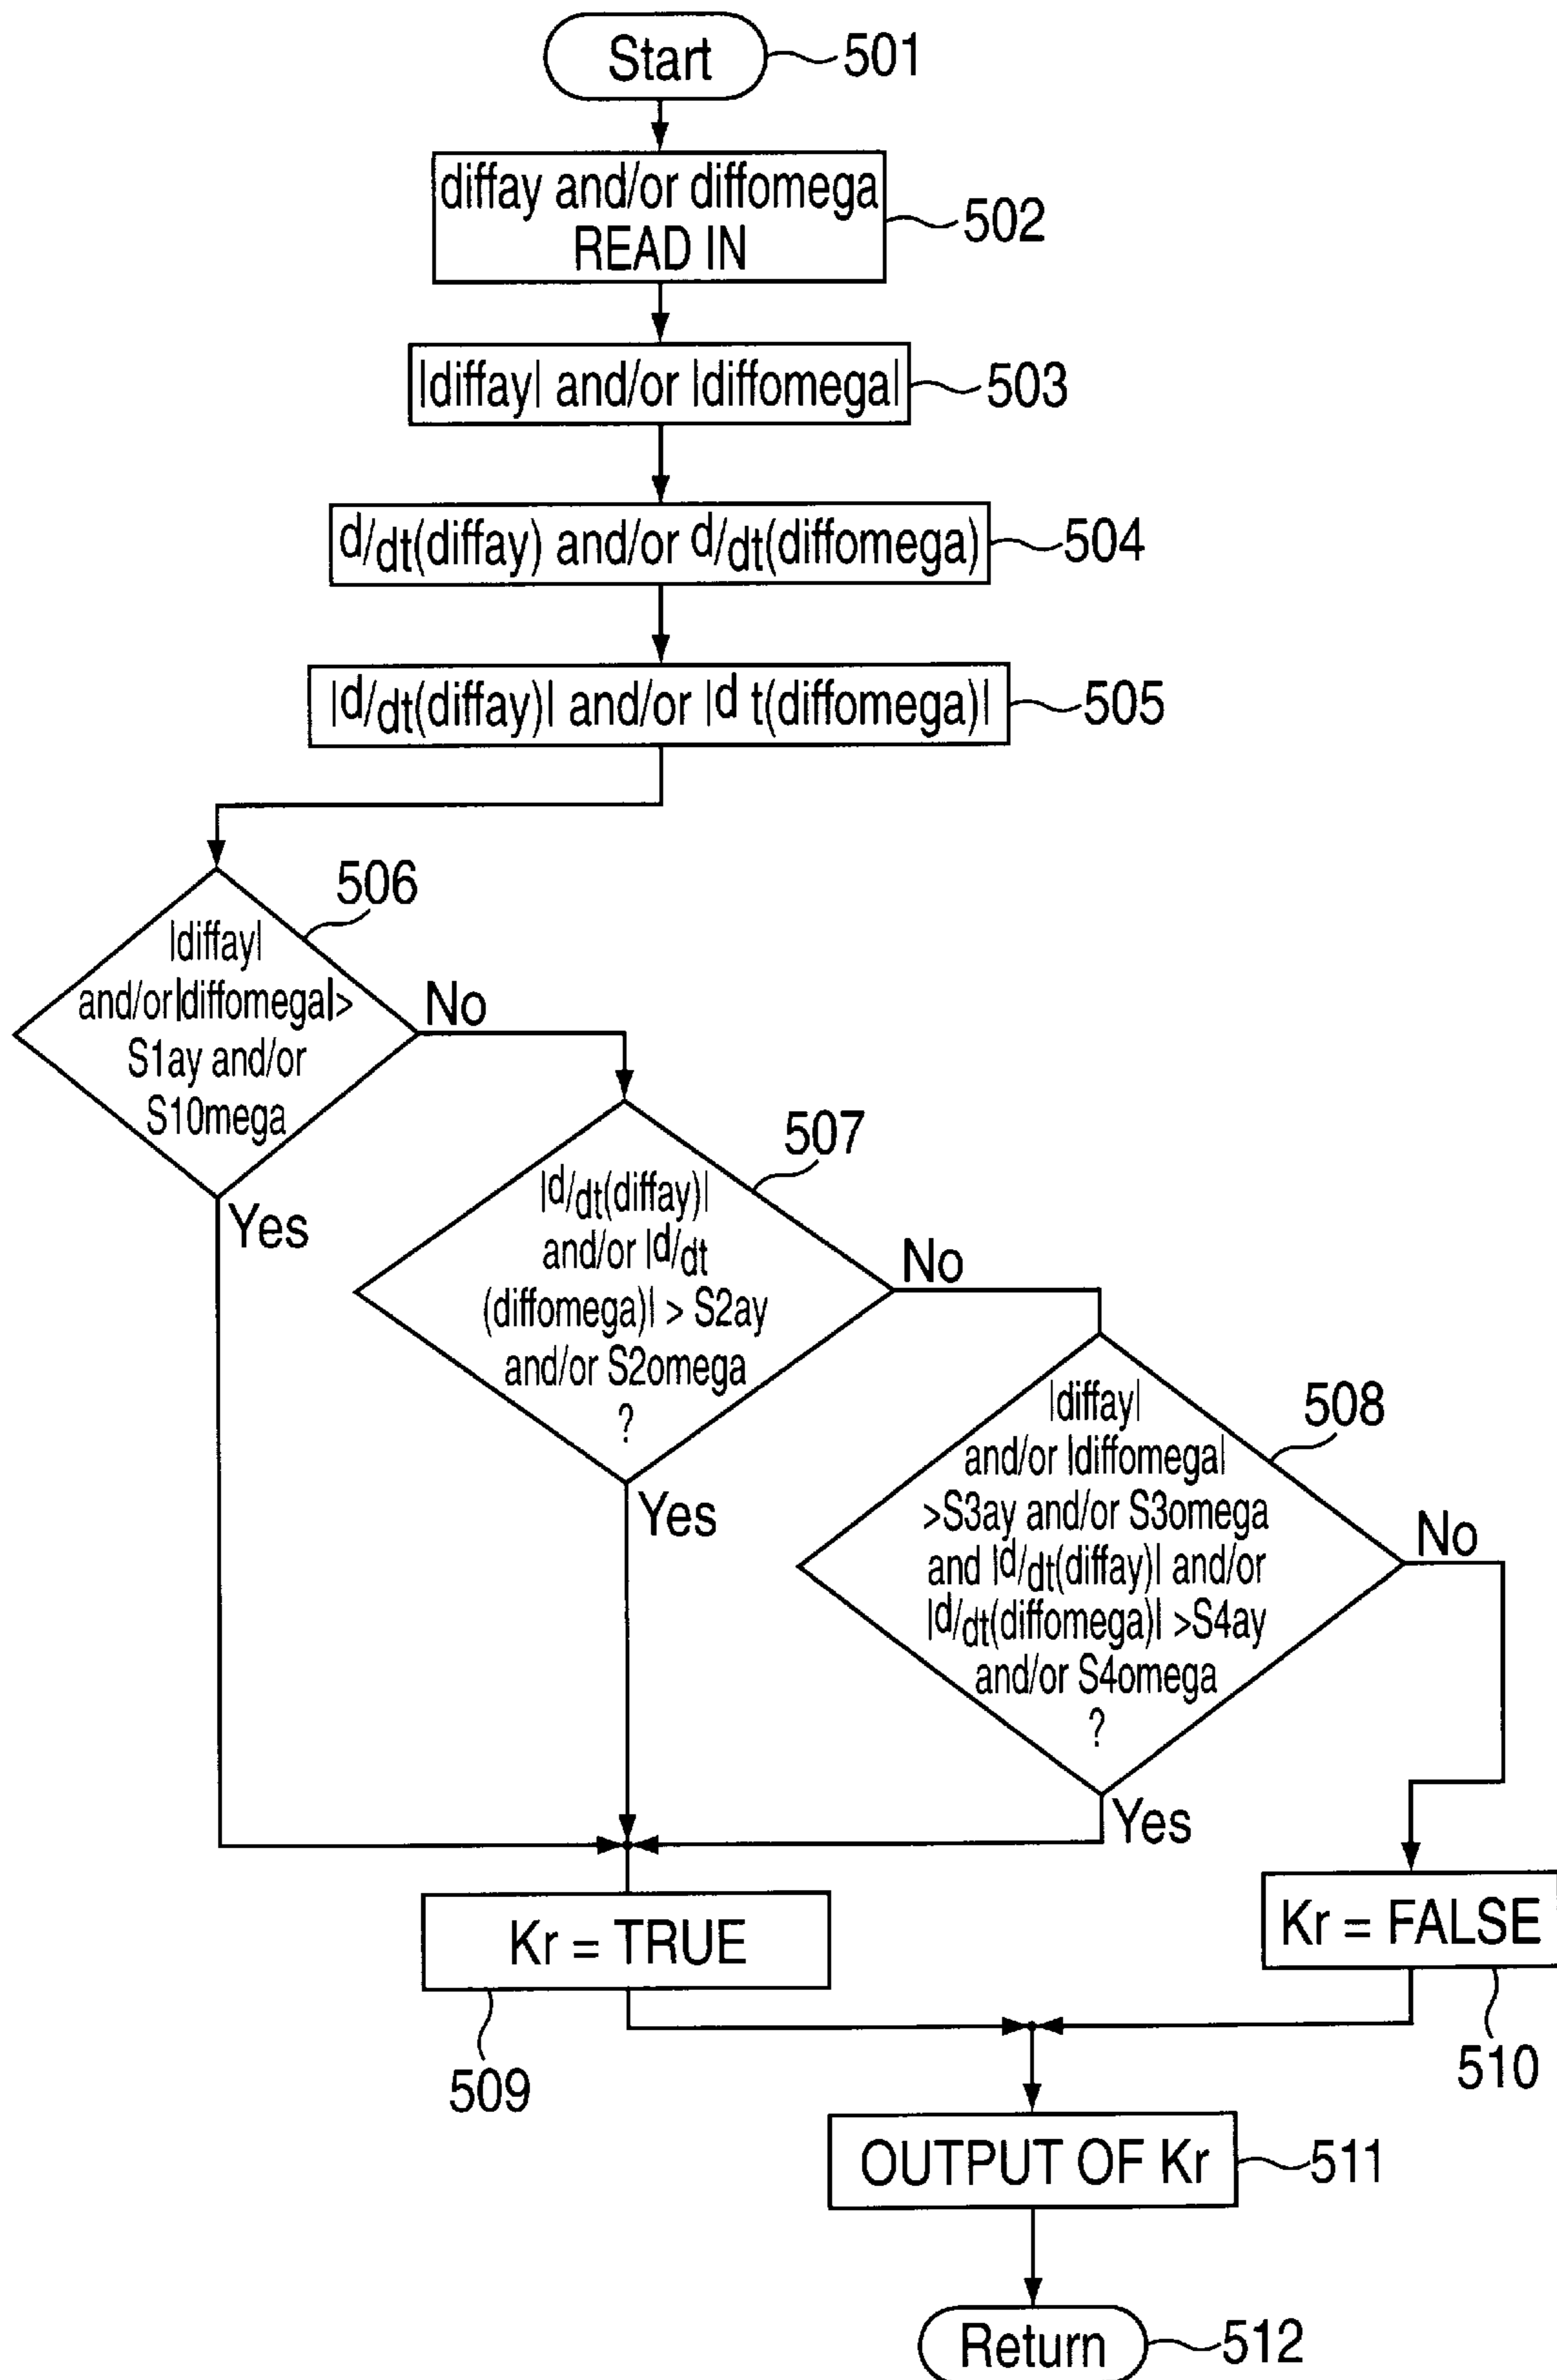 Start
501
diffay and/or diffomega
READ IN
502
|diffay| and/or |diffomega|
503
d/dt(diffay) and/or d/dt(diffomega)
504
|d/dt(diffay)| and/or |d t(diffomega)|
505
506
|diffay|
and/or|diffomega|>
S1ay and/or
S10mega
No
Yes
507
|d/dt(diffay)|
and/or |d/dt
(diffomega)| > S2ay
and/or S2omega
?
No
Yes
508
|diffay|
and/or |diffomega|
>S3ay and/or S3omega
and |d/dt(diffay)| and/or
|d/dt(diffomega)| >S4ay
and/or S4omega
?
No
Yes
Kr = TRUE
509
Kr = FALSE
510
OUTPUT OF Kr
511
Return
512